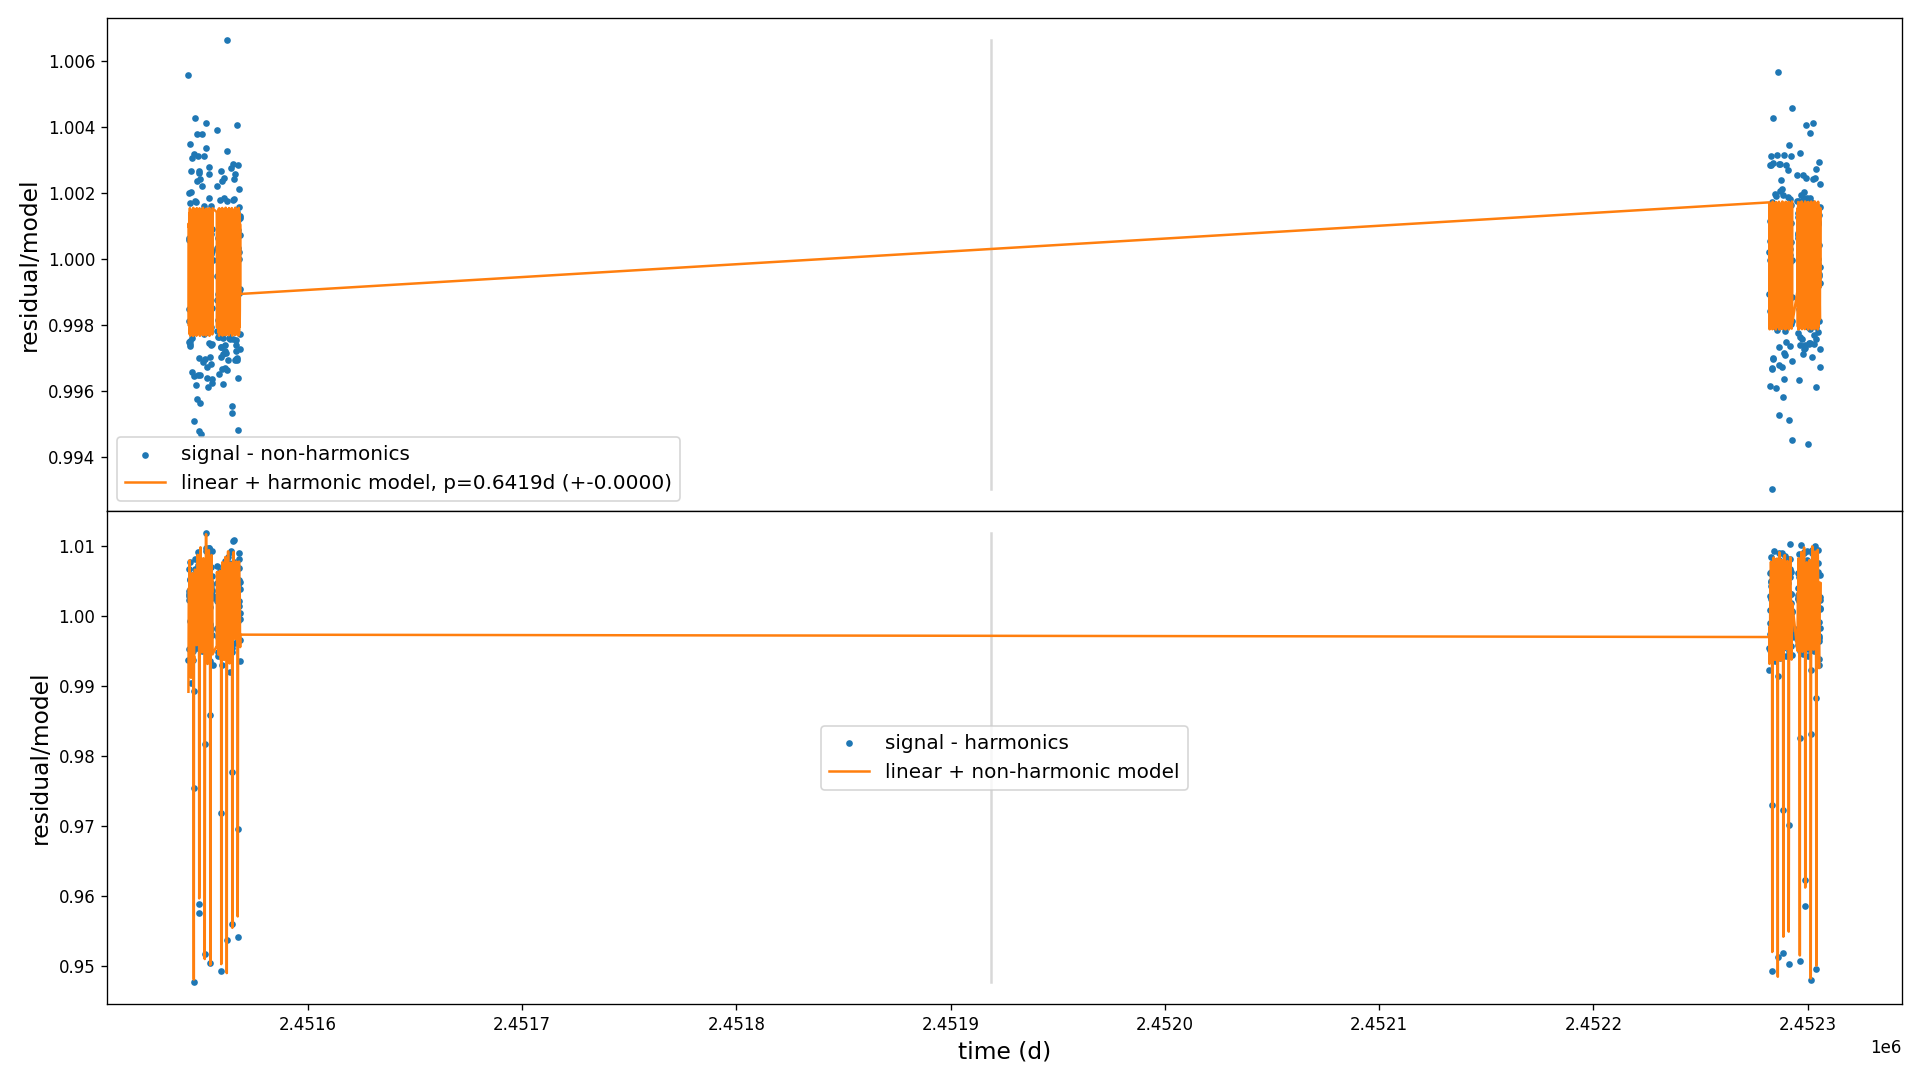 1.006
1.004
1.002
1.000
0.998
0.996
0.994
residual/model
signal - non-harmonics
linear + harmonic model, p=0.6419d (+-0.0000)
1.01
1.00
0.99
0.98
0.97
0.96
0.95
residual/model
signal - harmonics
linear + non-harmonic model
2.4516
2.4517
2.4518
2.4519
2.4520
2.4521
2.4522
2.4523
1e6
time (d)